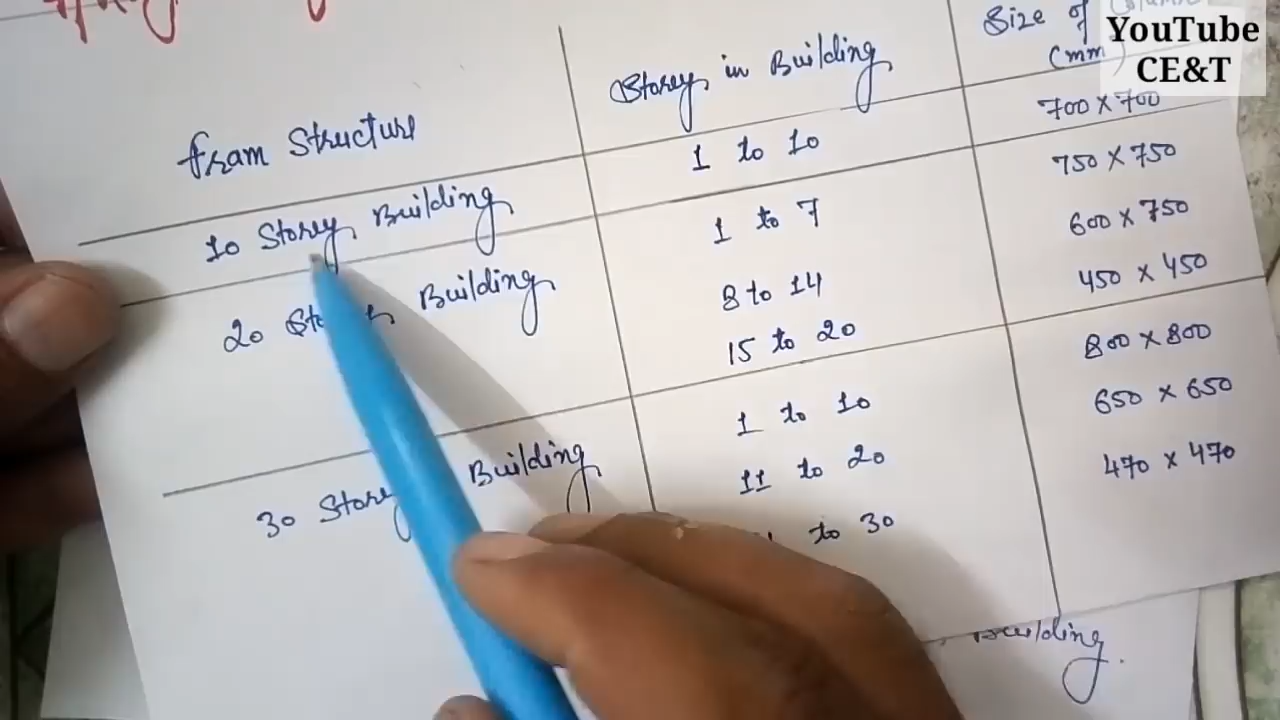 Fram Structure
Storey in Building
Size of
(mm)
YouTube
CE&T
10 Storey Building
1 to 10
700 x 700
20 Building
1 to 7
750 x 750
8 to 14
600 x 750
15 to 20
450 x 450
30 Storey Building
1 to 10
800 x 800
11 to 20
650 x 650
to 30
470 x 470
Building.